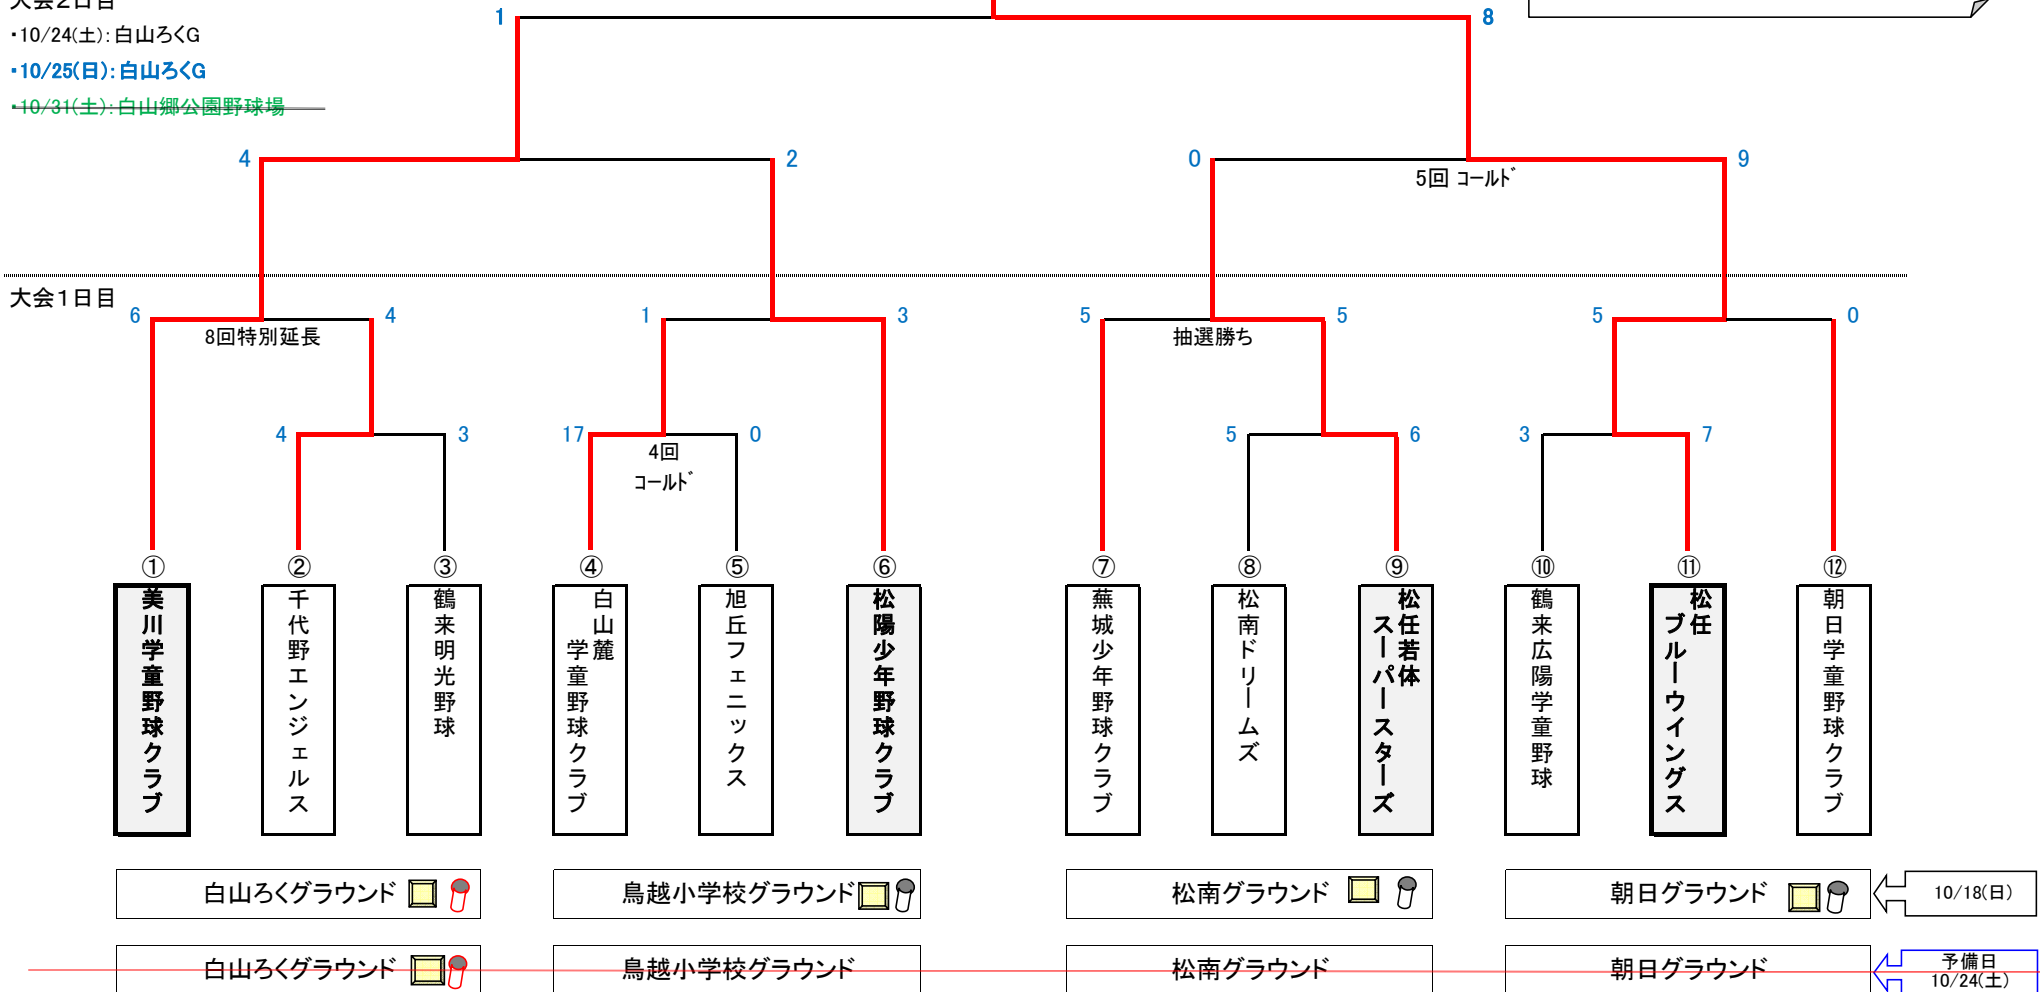 大会2日目
1
8
・10/24(土):白山ろくG
・10/25(日):白山ろくG
・10/31(土):白山郷公園野球場
4
2
0
9
5回 コールド
大会1日目
6
4
1
3
5
5
5
0
8回特別延長
抽選勝ち
4
3
17
0
5
6
3
7
4回
コールド
①
②
③
④
⑤
⑥
⑦
⑧
⑨
⑩
⑪
⑫
美川学童野球クラブ
千代野エンジェルス
鶴来明光野球
白山麓
学童野球クラブ
旭丘フェニックス
松陽少年野球クラブ
蕪城少年野球クラブ
松南ドリームズ
松任若体
スーパースターズ
鶴来広陽学童野球
松任
ブルーウイングス
朝日学童野球クラブ
白山ろくグラウンド
鳥越小学校グラウンド
松南グラウンド
朝日グラウンド
10/18(日)
白山ろくグラウンド
鳥越小学校グラウンド
松南グラウンド
朝日グラウンド
予備日
10/24(土)